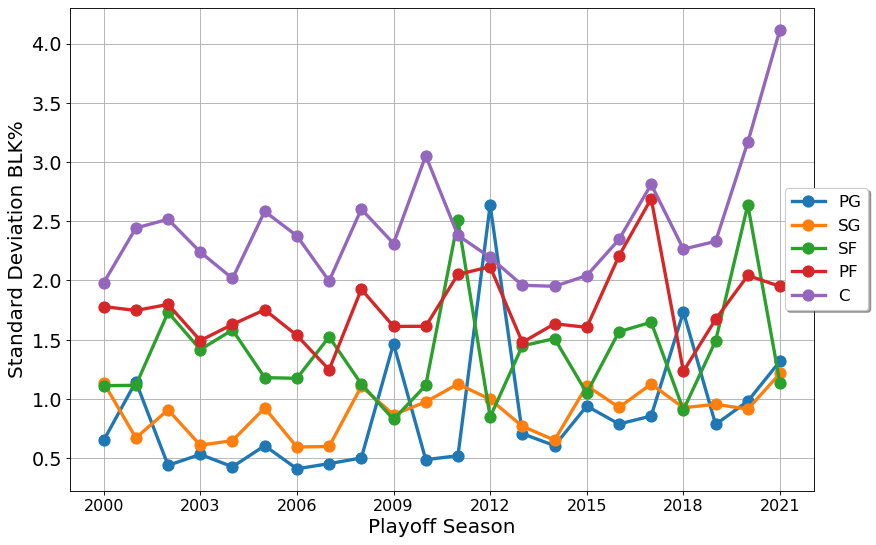 Standard Deviation BLK%
4.0
3.5
3.0
2.5
2.0
1.5
1.0
0.5
2000 2003 2006 2009 2012 2015 2018 2021
Playoff Season
PG
SG
SF
PF
C